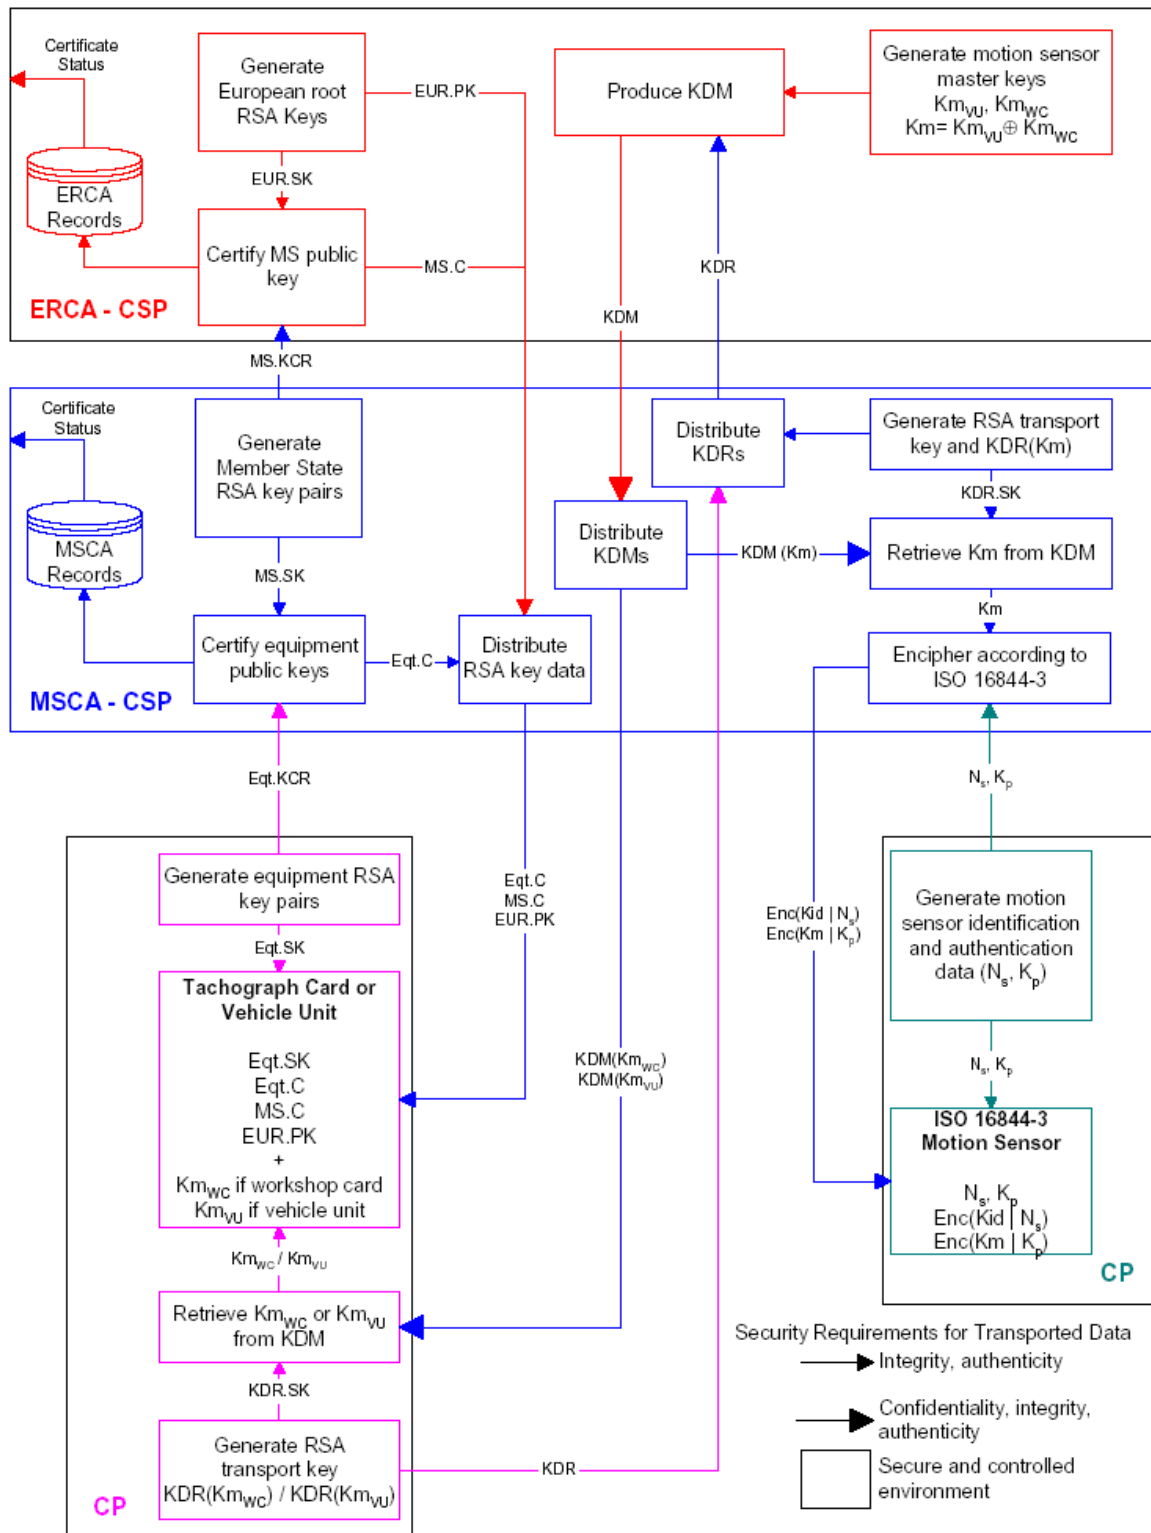 Certificate
Status
Generate
European root
RSA Keys
EUR.PK
Produce KDM
Generate motion sensor
master keys
Km_VU, Km_WC
Km= Km_VU ⊕ Km_WC
EUR.SK
ERCA
Records
Certify MS public
key
MS.C
KDR
KDM
ERCA - CSP
MS.KCR
Certificate
Status
Generate
Member State
RSA key pairs
Distribute
KDRs
Generate RSA transport
key and KDR(Km)
KDR.SK
MSCA
Records
Distribute
KDMs
KDM (Km)
Retrieve Km from KDM
MS.SK
Km
Certify equipment
public keys
Eqt.C
Distribute
RSA key data
Encipher according to
ISO 16844-3
MSCA - CSP
Eqt.KCR
N_s, K_p
Generate equipment RSA
key pairs
Eqt.C
MS.C
EUR.PK
Enc(Kid | N_s)
Enc(Km | K_p)
Generate motion
sensor identification
and authentication
data (N_s, K_p)
Eqt.SK
Tachograph Card or
Vehicle Unit
Eqt.SK
Eqt.C
MS.C
EUR.PK
+
Km_WC if workshop card
Km_VU if vehicle unit
KDM(Km_WC)
KDM(Km_VU)
N_s, K_p
ISO 16844-3
Motion Sensor
N_s, K_p
Enc(Kid | N_s)
Enc(Km | K_p)
CP
Km_WC / Km_VU
Retrieve Km_WC or Km_VU
from KDM
KDR.SK
Generate RSA
transport key
KDR(Km_WC) / KDR(Km_VU)
KDR
CP
Security Requirements for Transported Data
Integrity, authenticity
Confidentiality, integrity,
authenticity
Secure and controlled
environment